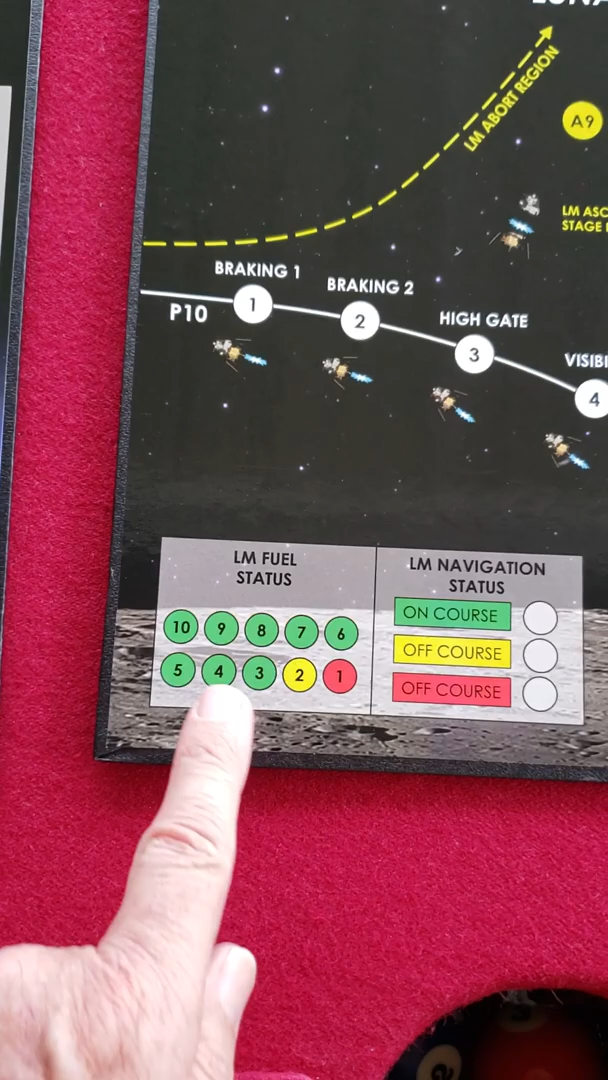 LM ABORT REGION
A9
LM ASC
STAGE
BRAKING 1
BRAKING 2
P10
1
2
HIGH GATE
3
VISIBI
4
LM FUEL
STATUS
10 9 8 7 6
5 4 3 2 1
LM NAVIGATION
STATUS
ON COURSE
OFF COURSE
OFF COURSE